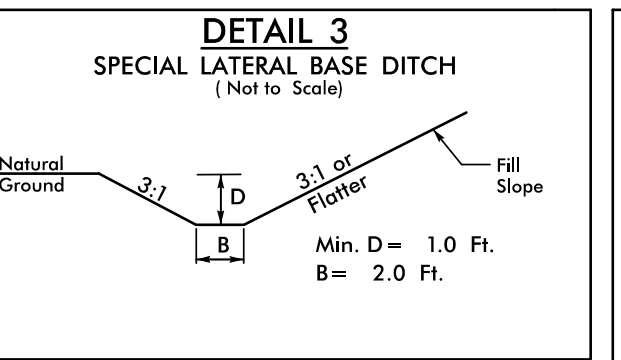 DETAIL 3
SPECIAL LATERAL BASE DITCH
( Not to Scale)
Natural
Ground
3:1
D
3:1 or
Flatter
Fill
Slope
B
Min. D = 1.0 Ft.
B= 2.0 Ft.